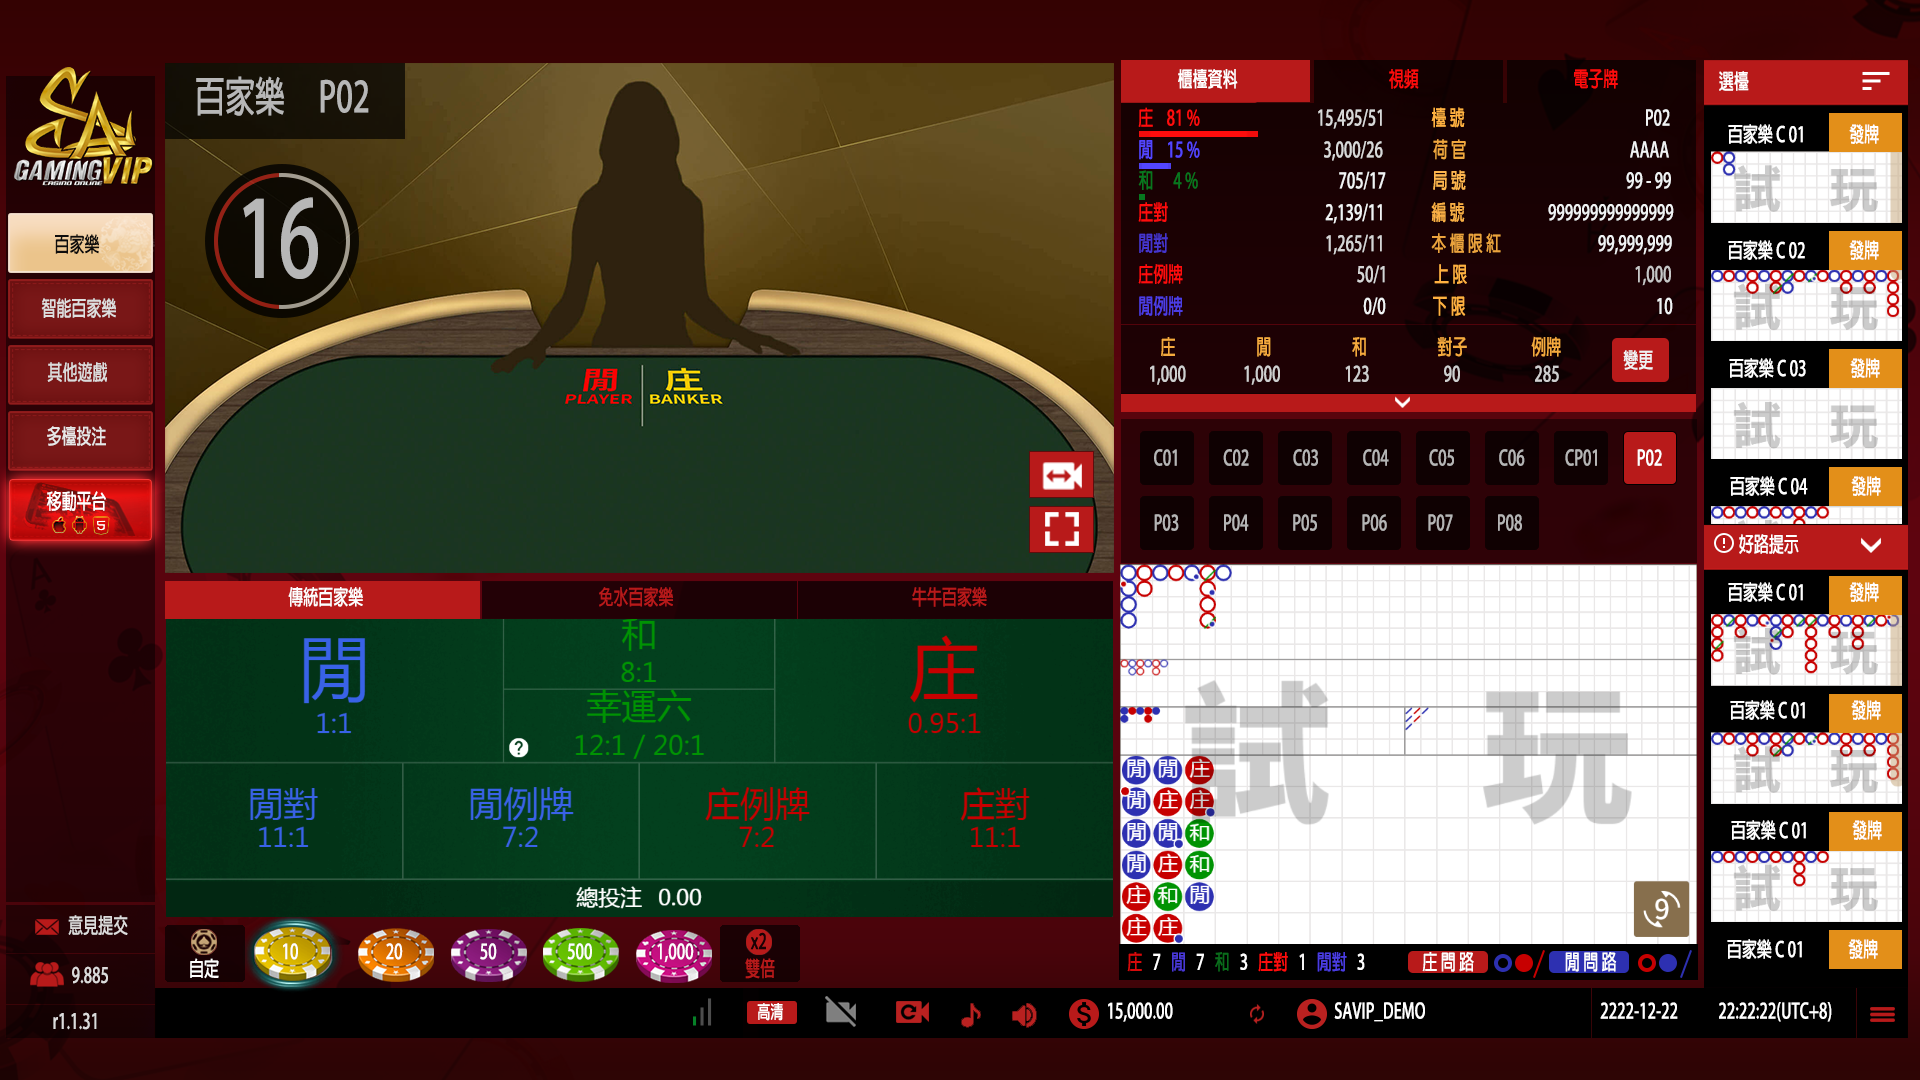 SA
GAMINGVIP
CASINO ONLINE
百家樂
智能百家樂
其他遊戲
多檯投注
移動平台
5
意見提交
9.885
r1.1.31
百家樂 P02
16
閒 庄
PLAYER BANKER
傳統百家樂 免水百家樂 牛牛百家樂
閒
1:1
和
8:1
幸運六
12:1 / 20:1
?
庄
0.95:1
閒對
11:1
閒例牌
7:2
庄例牌
7:2
庄對
11:1
總投注 0.00
自定
10 20 50 500 1,000
x2
雙倍
櫃檯資料 視頻 電子牌
庄 81% 15,495/51 檯號 P02
閒 15% 3,000/26 荷官 AAAA
和 4% 705/17 局號 99 - 99
庄對 2,139/11 編號 999999999999999
閒對 1,265/11 本櫃限紅 99,999,999
庄例牌 50/1 上限 1,000
閒例牌 0/0 下限 10
庄 閒 和 對子 例牌
1,000 1,000 123 90 285
變更
C01 C02 C03 C04 C05 C06 CP01 P02
P03 P04 P05 P06 P07 P08
試 玩
閒 閒 庄
閒 庄 庄
閒 閒 和
閒 庄 和
庄 和 閒
庄 庄
9
庄 7 閒 7 和 3 庄對 1 閒對 3 庄問路 閒問路
選檯
百家樂 C 01 發牌
試 玩
百家樂 C 02 發牌
試 玩
百家樂 C 03 發牌
試 玩
百家樂 C 04 發牌
好路提示
百家樂 C 01 發牌
試 玩
百家樂 C 01 發牌
試 玩
百家樂 C 01 發牌
試 玩
百家樂 C 01 發牌
高清 15,000.00 SAVIP_DEMO 2222-12-22 22:22:22(UTC+8)